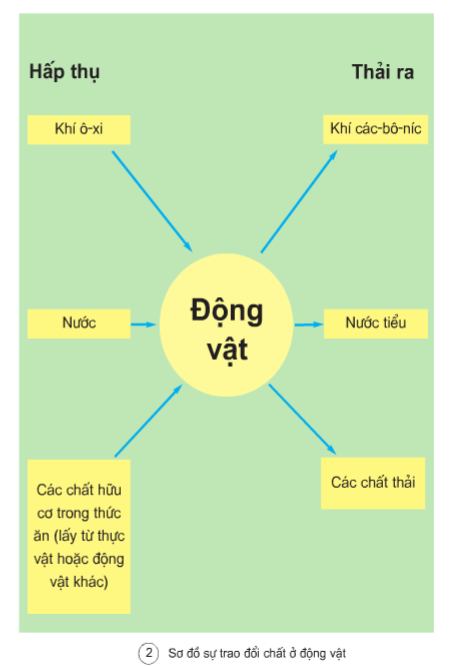 Hấp thụ
Thải ra
Khí ô-xi
Khí các-bô-níc
Động
vật
Nước
Nước tiểu
Các chất hữu
cơ trong thức
ăn (lấy từ thực
vật hoặc động
vật khác)
Các chất thải
2 Sơ đồ sự trao đổi chất ở động vật